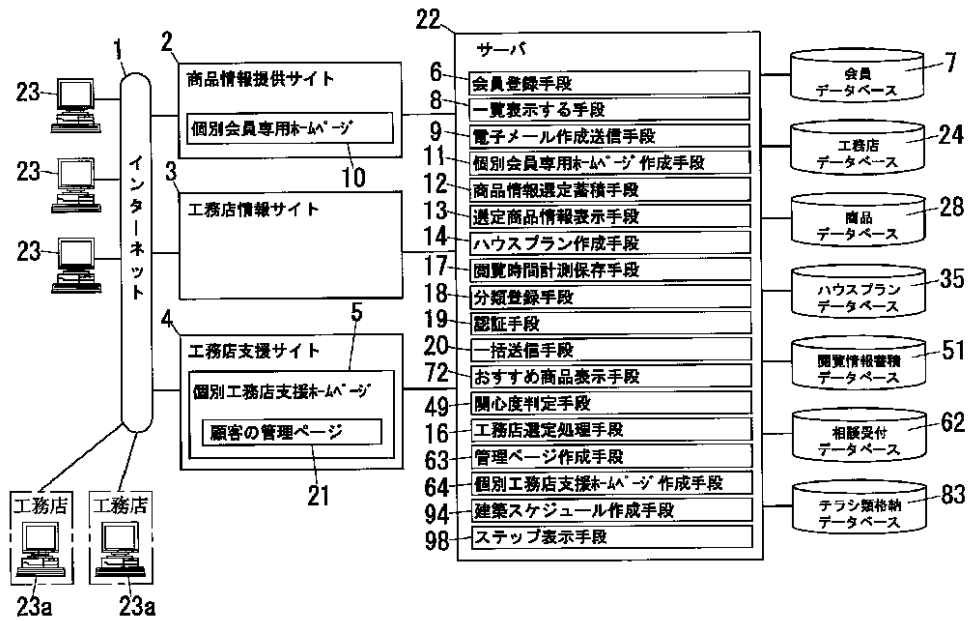 1
インターネット
23
23
23
2
商品情報提供サイト
個別会員専用ホームページ
10
3
工務店情報サイト
4
工務店支援サイト
5
個別工務店支援ホームページ
顧客の管理ページ
21
工務店
23a
工務店
23a
22
サーバ
6 会員登録手段
8 一覧表示する手段
9 電子メール作成送信手段
11 個別会員専用ホームページ作成手段
12 商品情報選定蓄積手段
13 選定商品情報表示手段
14 ハウスプラン作成手段
17 閲覧時間計測保存手段
18 分類登録手段
19 認証手段
20 一括送信手段
72 おすすめ商品表示手段
49 関心度判定手段
16 工務店選定処理手段
63 管理ページ作成手段
64 個別工務店支援ホームページ作成手段
94 建築スケジュール作成手段
98 ステップ表示手段
会員
データベース
7
工務店
データベース
24
商品
データベース
28
ハウスプラン
データベース
35
閲覧情報蓄積
データベース
51
相談受付
データベース
62
チラシ類格納
データベース
83